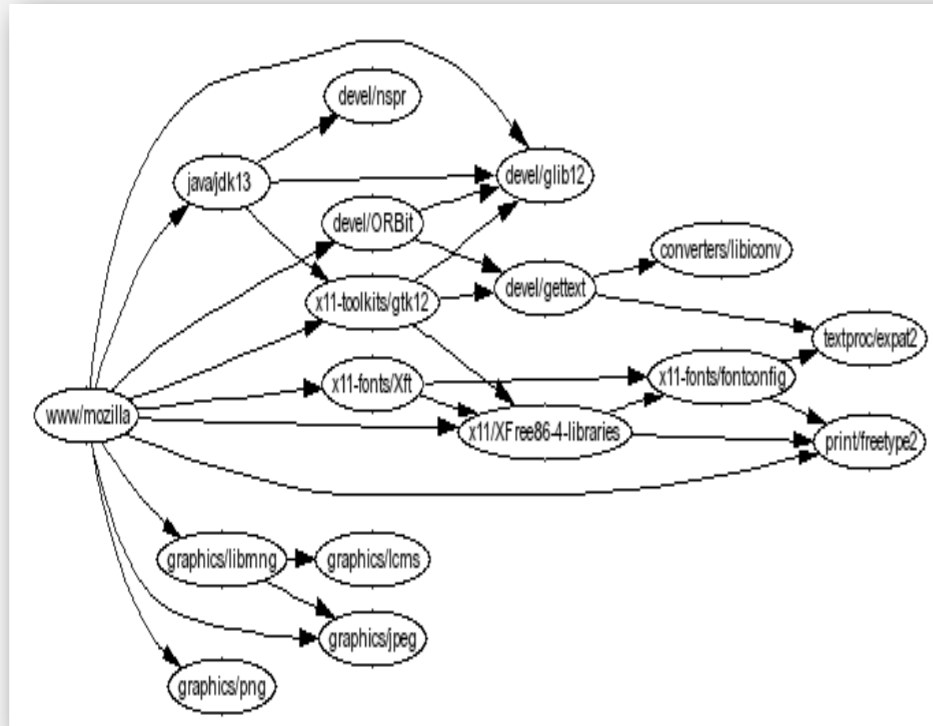 devel/nspr
java/jdk13
devel/glib12
devel/ORBit
converters/libiconv
devel/gettext
x11-toolkits/gtk12
textproc/expat2
x11-fonts/Xft
x11-fonts/fontconfig
www/mozilla
x11/XFree86-4-libraries
print/freetype2
graphics/libmng
graphics/lcms
graphics/jpeg
graphics/png